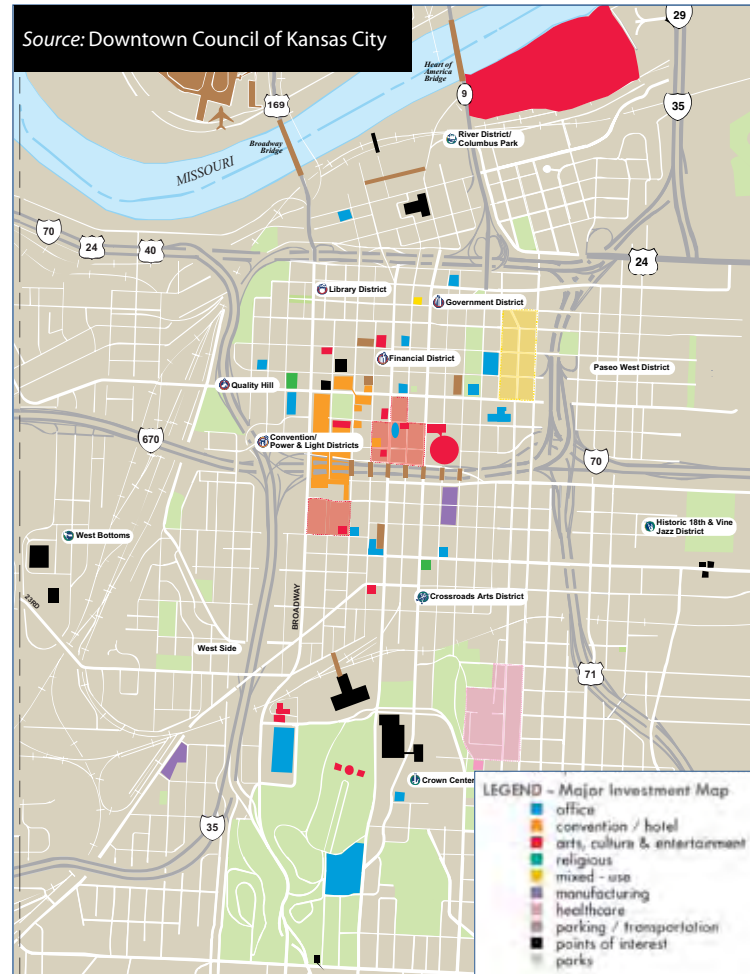 Source: Downtown Council of Kansas City
29
Heart of
America
Bridge
9
169
35
River District/
Columbus Park
Broadway
Bridge
MISSOURI
70
24
40
24
Library District
Government District
Financial District
Paseo West District
Quality Hill
670
Convention/
Power & Light Districts
70
Historic 18th & Vine
Jazz District
West Bottoms
23RD
BROADWAY
Crossroads Arts District
West Side
71
Crown Center
35
LEGEND - Major Investment Map
office
convention / hotel
arts, culture & entertainment
religious
mixed - use
manufacturing
healthcare
parking / transportation
points of interest
parks